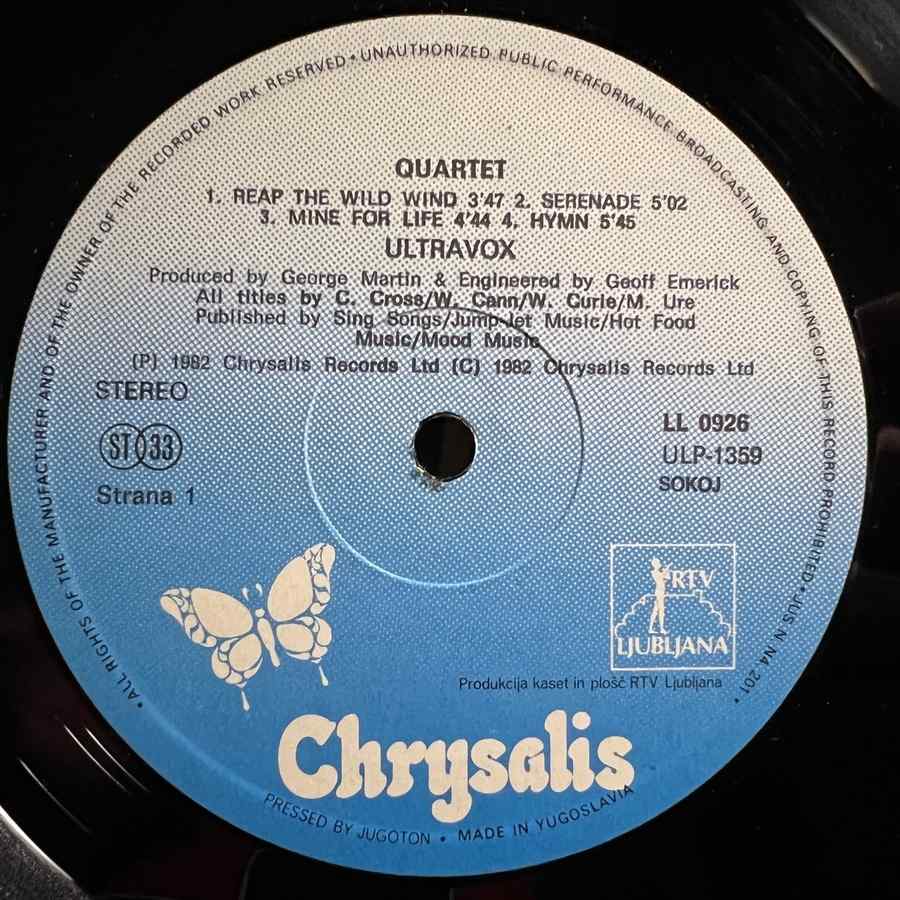 • ALL RIGHTS OF THE MANUFACTURER AND OF THE OWNER OF THE RECORDED WORK RESERVED • UNAUTHORIZED PUBLIC PERFORMANCE BROADCASTING AND COPYING OF THIS RECORD PROHIBITED • JUS N N4 201 •
QUARTET
1. REAP THE WILD WIND 3'47 2. SERENADE 5'02
3. MINE FOR LIFE 4'44 4. HYMN 5'45
ULTRAVOX
Produced by George Martin & Engineered by Geoff Emerick
All titles by C. Cross/W. Cann/W. Curie/M. Ure
Published by Sing Songs/Jump-Jet Music/Hot Food
Music/Mood Music
(P) 1982 Chrysalis Records Ltd (C) 1982 Chrysalis Records Ltd
STEREO
ST 33
Strana 1
LL 0926
ULP-1359
SOKOJ
RTV
LJUBLJANA
Produkcija kaset in plošč RTV Ljubljana
Chrysalis
PRESSED BY JUGOTON • MADE IN YUGOSLAVIA